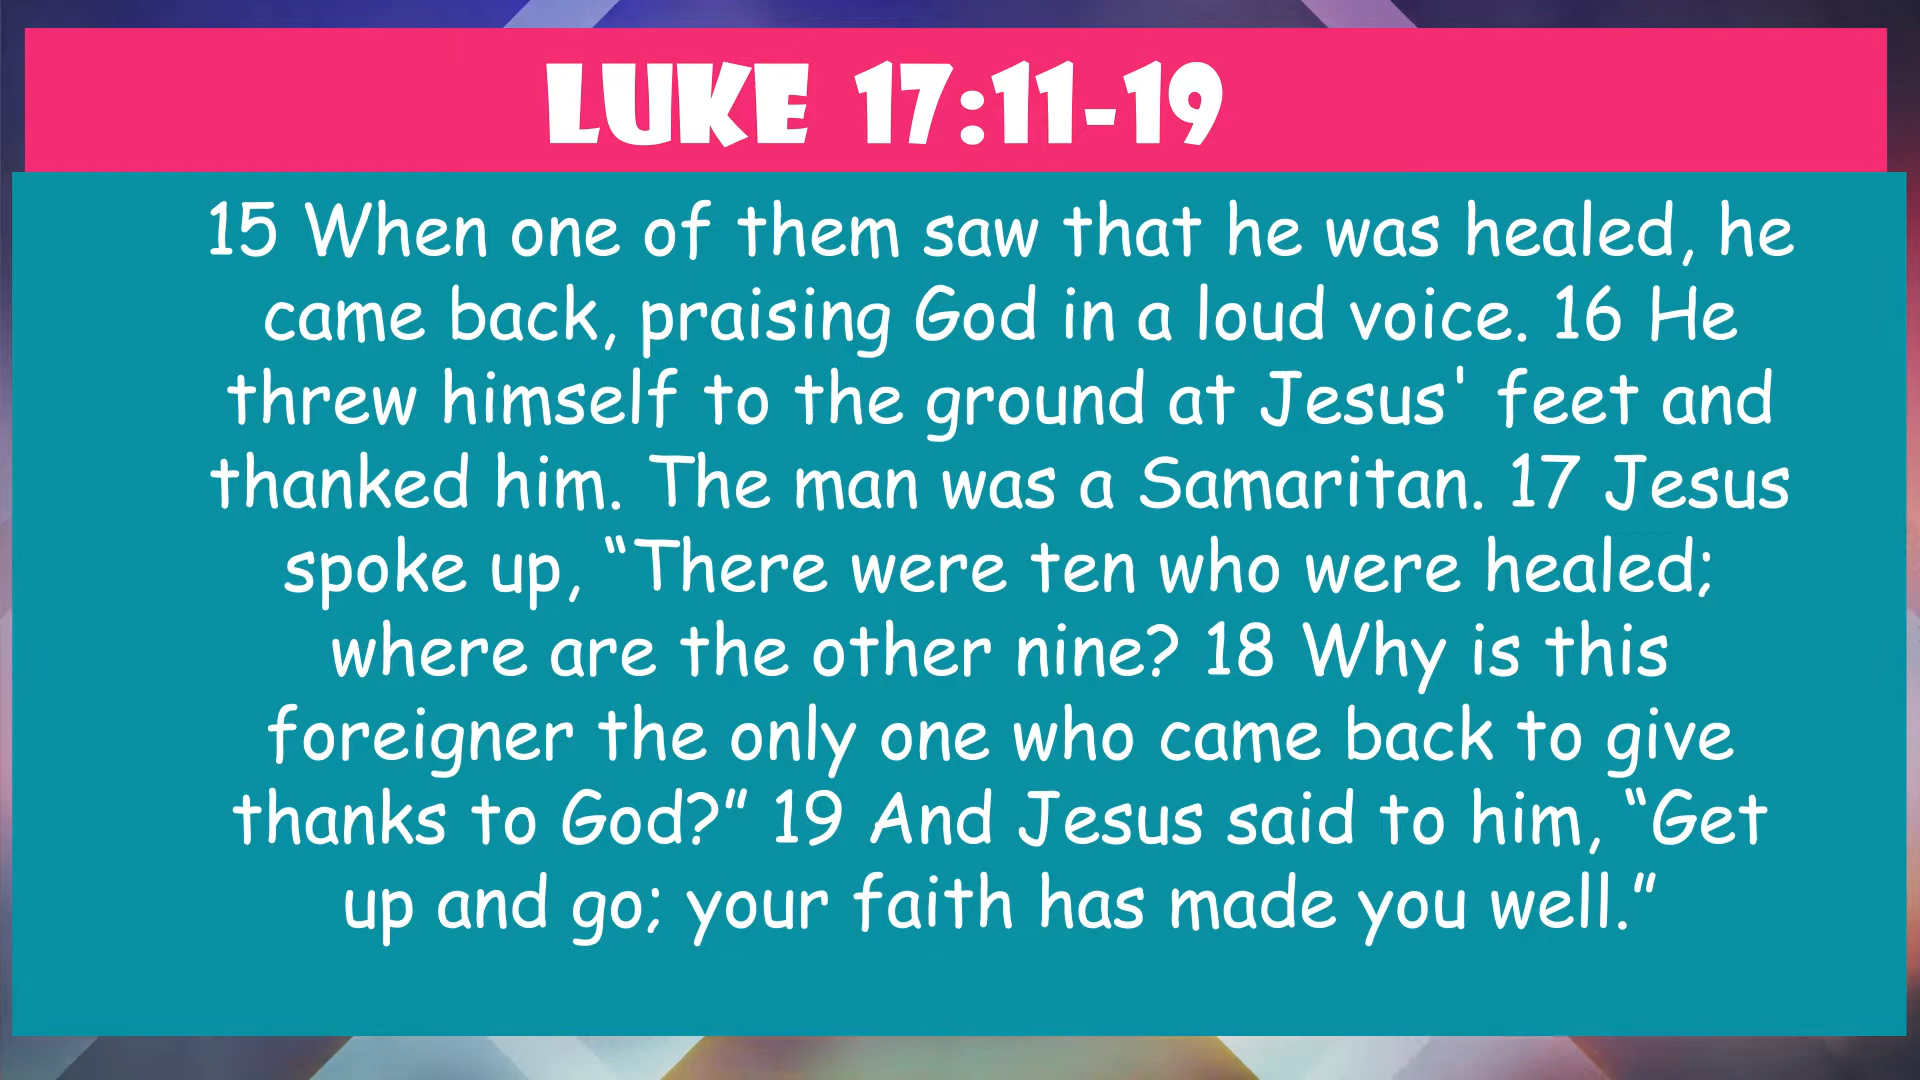 LUKE 17:11-19
15 When one of them saw that he was healed, he
came back, praising God in a loud voice. 16 He
threw himself to the ground at Jesus' feet and
thanked him. The man was a Samaritan. 17 Jesus
spoke up, “There were ten who were healed;
where are the other nine? 18 Why is this
foreigner the only one who came back to give
thanks to God?” 19 And Jesus said to him, “Get
up and go; your faith has made you well.”